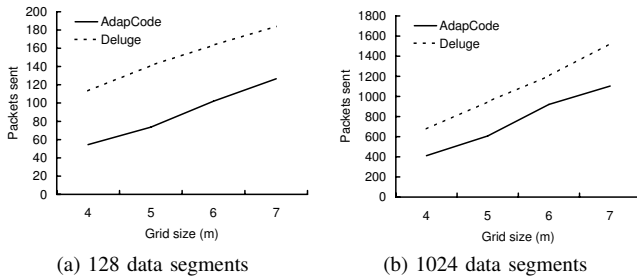 AdapCode
Deluge
Packets sent
200
180
160
140
120
100
80
60
40
20
0
4 5 6 7
Grid size (m)
(a) 128 data segments
AdapCode
Deluge
Packets sent
1800
1600
1400
1200
1000
800
600
400
200
0
4 5 6 7
Grid size (m)
(b) 1024 data segments